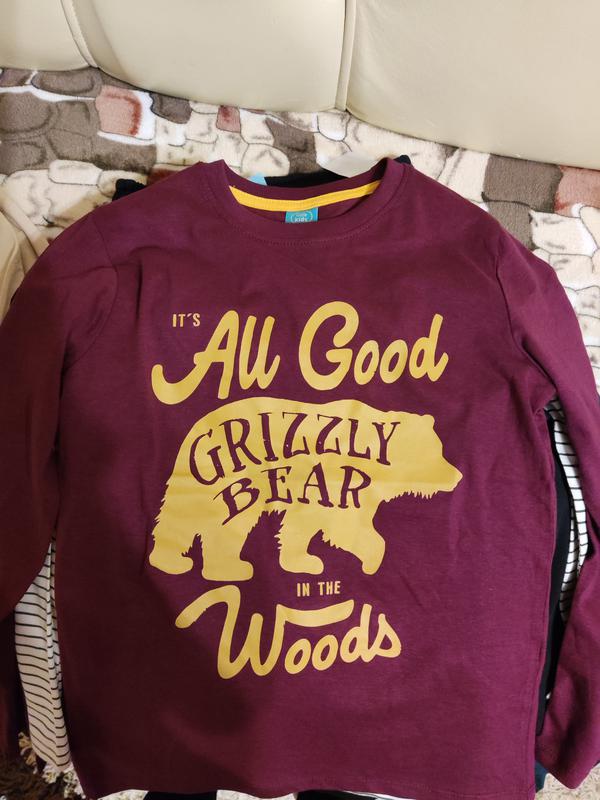 IT'S
All Good
GRIZZLY
BEAR
IN THE
Woods